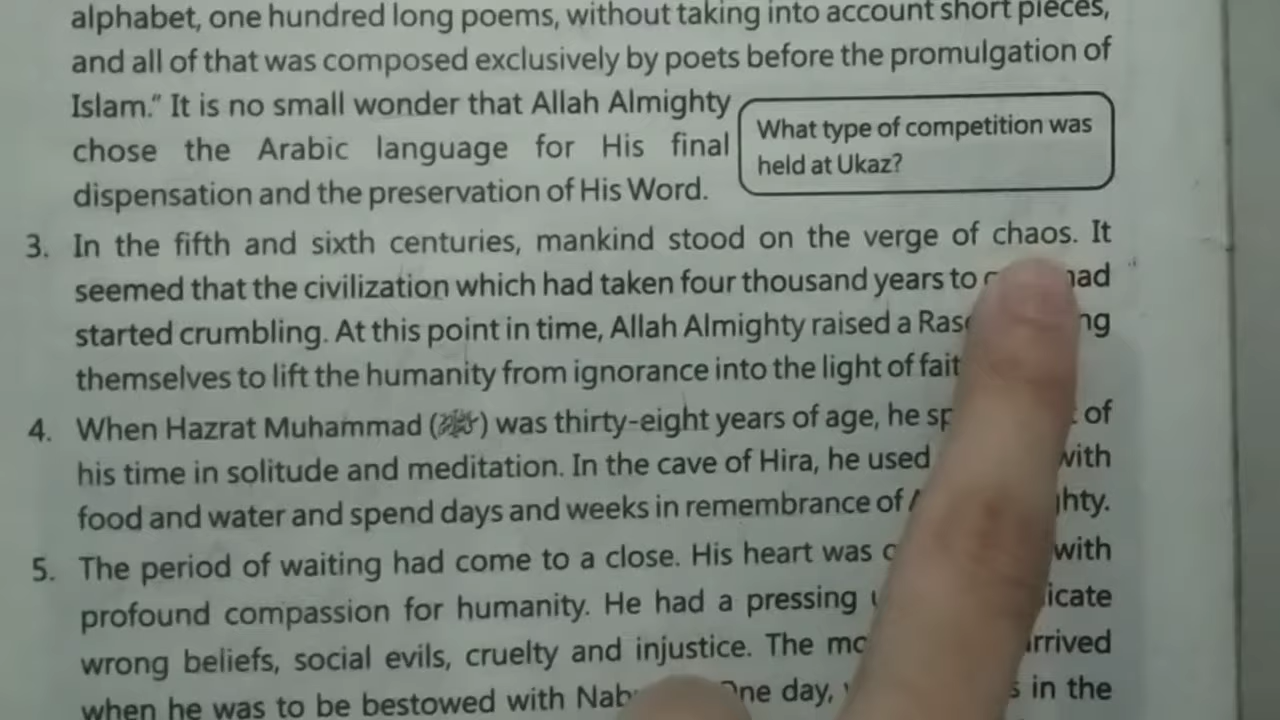 alphabet, one hundred long poems, without taking into account short pieces,
and all of that was composed exclusively by poets before the promulgation of
Islam." It is no small wonder that Allah Almighty
chose the Arabic language for His final
dispensation and the preservation of His Word.
What type of competition was
held at Ukaz?
3. In the fifth and sixth centuries, mankind stood on the verge of chaos. It
seemed that the civilization which had taken four thousand years to had
started crumbling. At this point in time, Allah Almighty raised a
themselves to lift the humanity from ignorance into the light of
4. When Hazrat Muhammad (ﷺ) was thirty-eight years of age, he of
his time in solitude and meditation. In the cave of Hira, he used with
food and water and spend days and weeks in remembrance of
5. The period of waiting had come to a close. His heart was with
profound compassion for humanity. He had a pressing
wrong beliefs, social evils, cruelty and injustice. The arrived
when he was to be bestowed with One day, in the